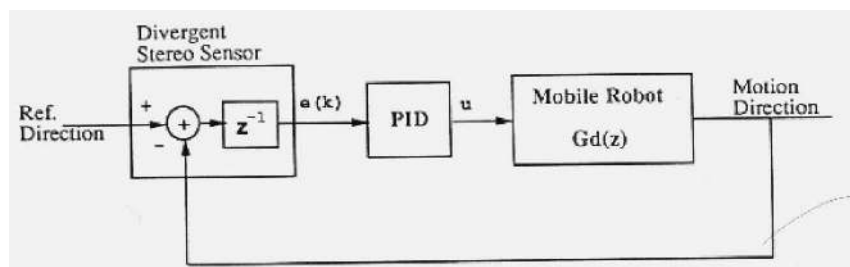 Divergent
Stereo Sensor
Ref.
Direction
+
-
+
z⁻¹
e(k)
PID
u
Mobile Robot
Gd(z)
Motion
Direction